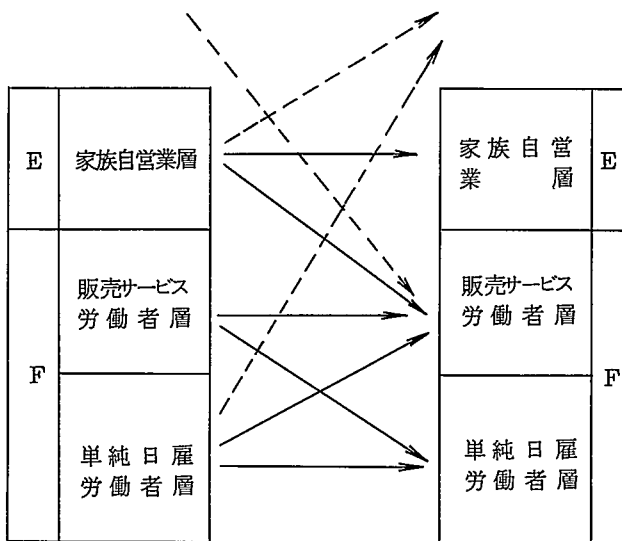 E
家族自営業層
家族自営
業層
E
販売サービス
労働者層
販売サービス
労働者層
F
F
単純日雇
労働者層
単純日雇
労働者層